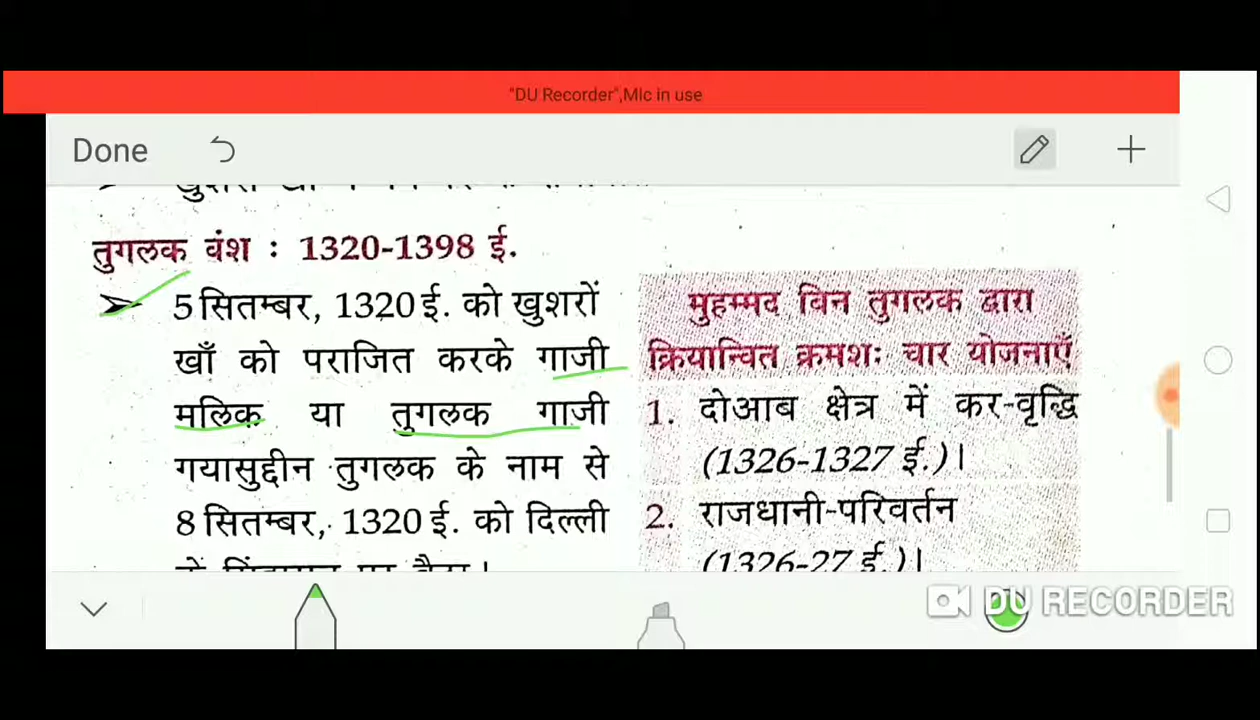 "DU Recorder",Mic in use
Done
तुगलक वंश : 1320-1398 ई.
➤ 5 सितम्बर, 1320 ई. को खुशरों
खाँ को पराजित करके गाजी
मलिक या तुगलक गाजी
गयासुद्दीन तुगलक के नाम से
8 सितम्बर, 1320 ई. को दिल्ली
मुहम्मद बिन तुगलक द्वारा
क्रियान्वित क्रमशः चार योजनाएँ
1. दोआब क्षेत्र में कर-वृद्धि
(1326-1327 ई.)।
2. राजधानी-परिवर्तन
(1326-27 ई.)।
DU RECORDER